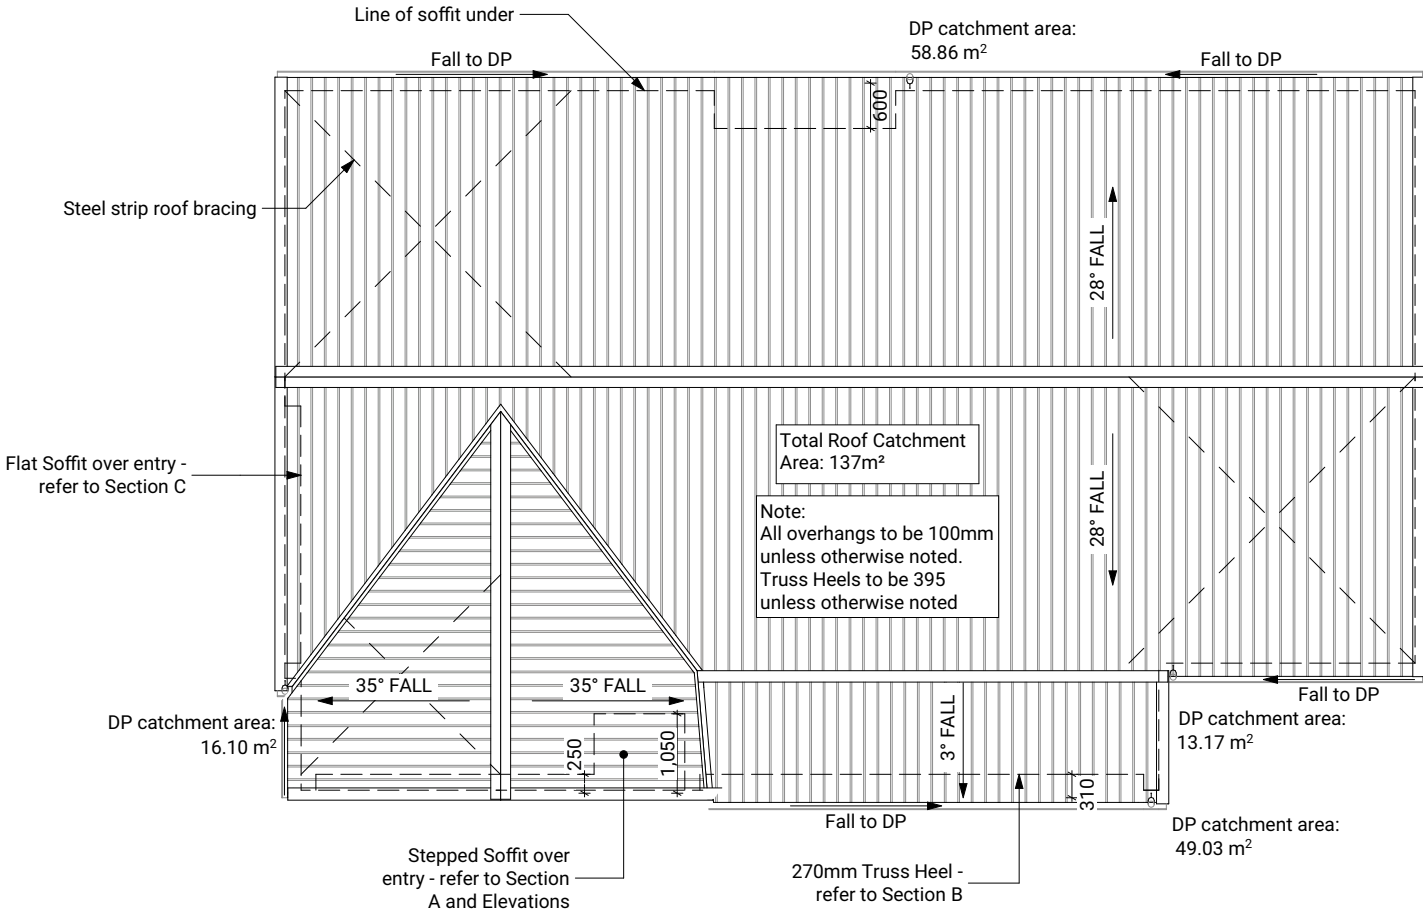 Line of soffit under
DP catchment area:
58.86 m²
Fall to DP
Fall to DP
600
Steel strip roof bracing
28° FALL
Total Roof Catchment
Area: 137m²
Flat Soffit over entry -
refer to Section C
Note:
All overhangs to be 100mm
unless otherwise noted.
Truss Heels to be 395
unless otherwise noted
28° FALL
35° FALL
35° FALL
Fall to DP
DP catchment area:
16.10 m²
250
1,050
3° FALL
310
DP catchment area:
13.17 m²
Fall to DP
DP catchment area:
49.03 m²
Stepped Soffit over
entry - refer to Section
A and Elevations
270mm Truss Heel -
refer to Section B